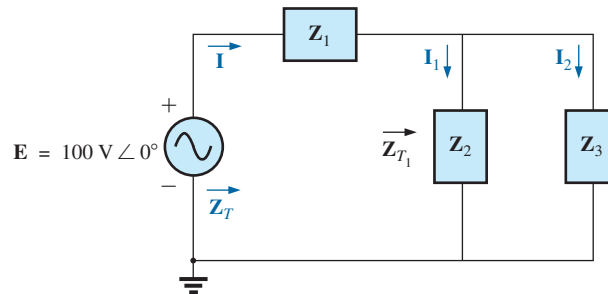 I
Z1
I1
I2
+
E = 100 V ∠ 0°
−
ZT
ZT1
Z2
Z3